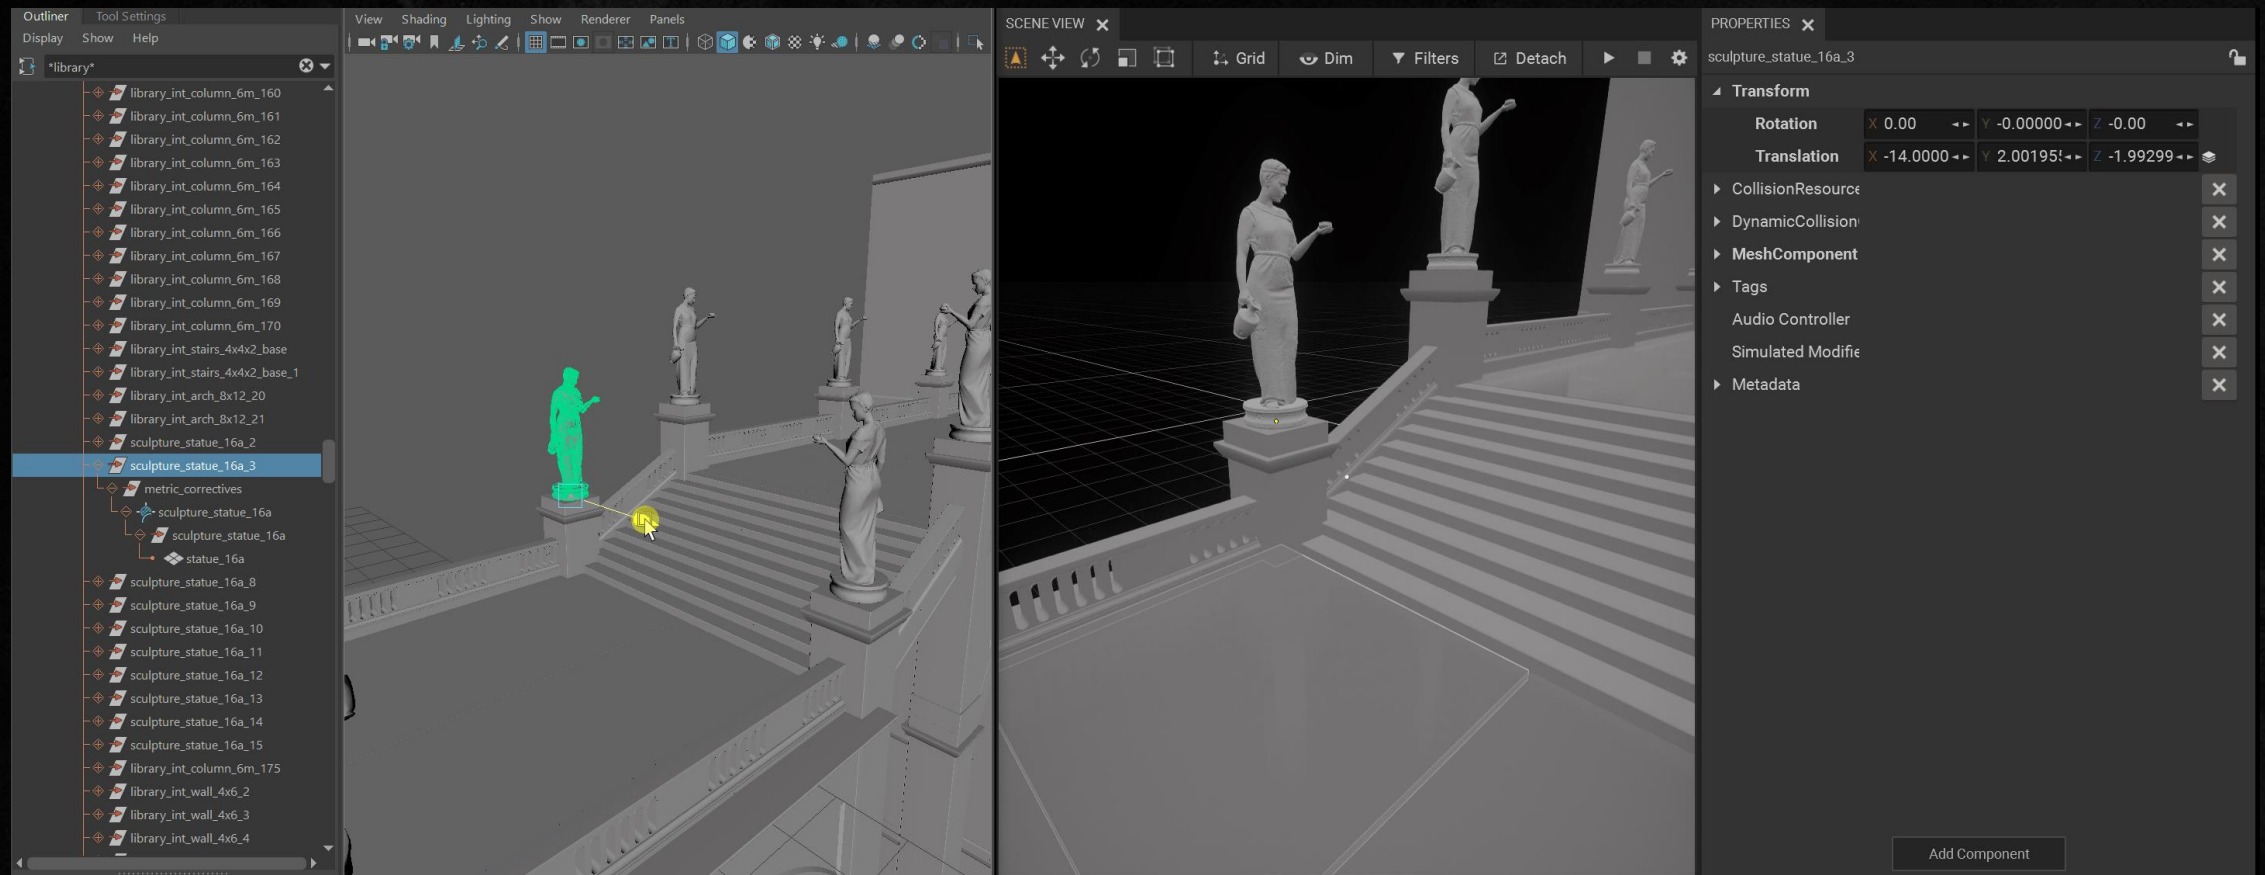 Outliner
Tool Settings
Display Show Help
*library*
library_int_column_6m_160
library_int_column_6m_161
library_int_column_6m_162
library_int_column_6m_163
library_int_column_6m_164
library_int_column_6m_165
library_int_column_6m_166
library_int_column_6m_167
library_int_column_6m_168
library_int_column_6m_169
library_int_column_6m_170
library_int_stairs_4x4x2_base
library_int_stairs_4x4x2_base_1
library_int_arch_8x12_20
library_int_arch_8x12_21
sculpture_statue_16a_2
sculpture_statue_16a_3
metric_correctives
sculpture_statue_16a
sculpture_statue_16a
statue_16a
sculpture_statue_16a_8
sculpture_statue_16a_9
sculpture_statue_16a_10
sculpture_statue_16a_11
sculpture_statue_16a_12
sculpture_statue_16a_13
sculpture_statue_16a_14
sculpture_statue_16a_15
library_int_column_6m_175
library_int_wall_4x6_2
library_int_wall_4x6_3
library_int_wall_4x6_4
View Shading Lighting Show Renderer Panels
SCENE VIEW
Grid Dim Filters Detach
PROPERTIES
sculpture_statue_16a_3
Transform
Rotation X 0.00 Y -0.00000 Z -0.00
Translation X -14.0000 Y 2.00195 Z -1.99299
CollisionResource
DynamicCollision
MeshComponent
Tags
Audio Controller
Simulated Modifie
Metadata
Add Component